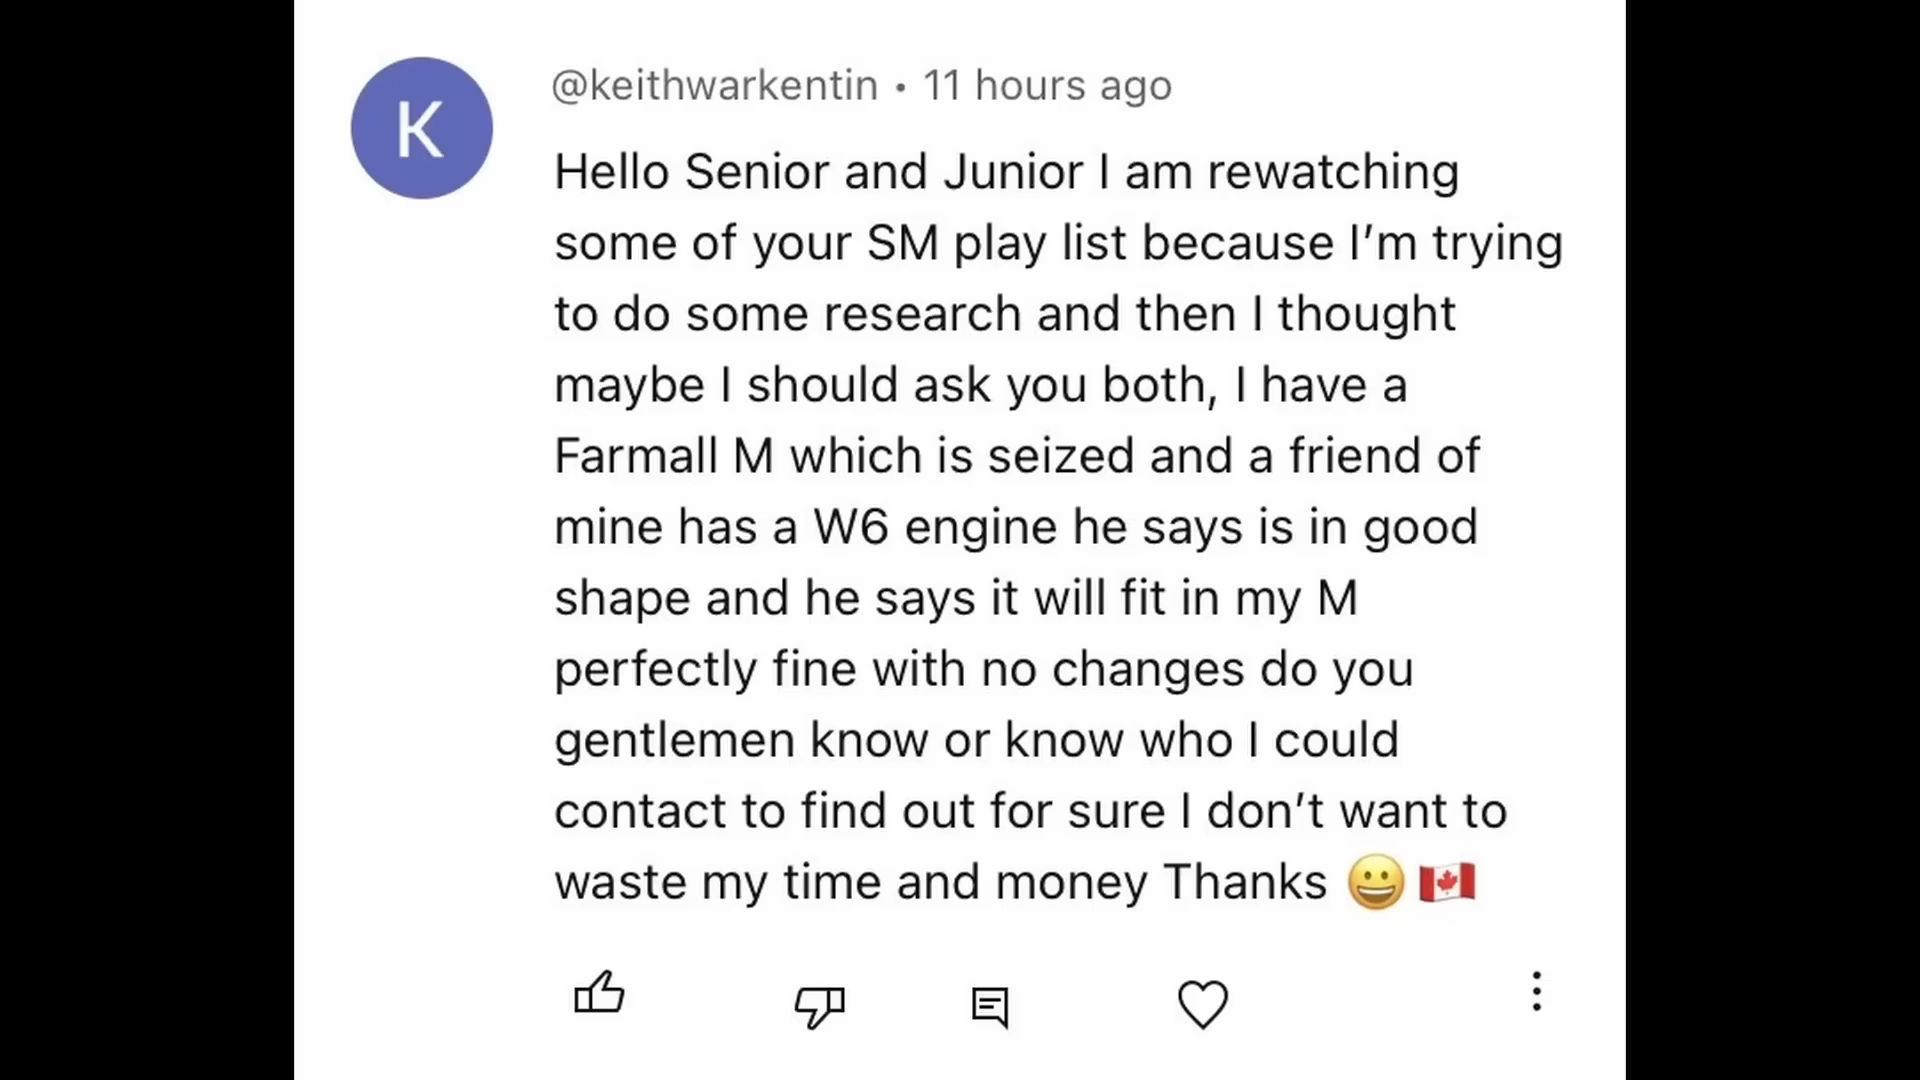 K
@keithwarkentin • 11 hours ago
Hello Senior and Junior I am rewatching
some of your SM play list because I’m trying
to do some research and then I thought
maybe I should ask you both, I have a
Farmall M which is seized and a friend of
mine has a W6 engine he says is in good
shape and he says it will fit in my M
perfectly fine with no changes do you
gentlemen know or know who I could
contact to find out for sure I don’t want to
waste my time and money Thanks 😀 🇨🇦